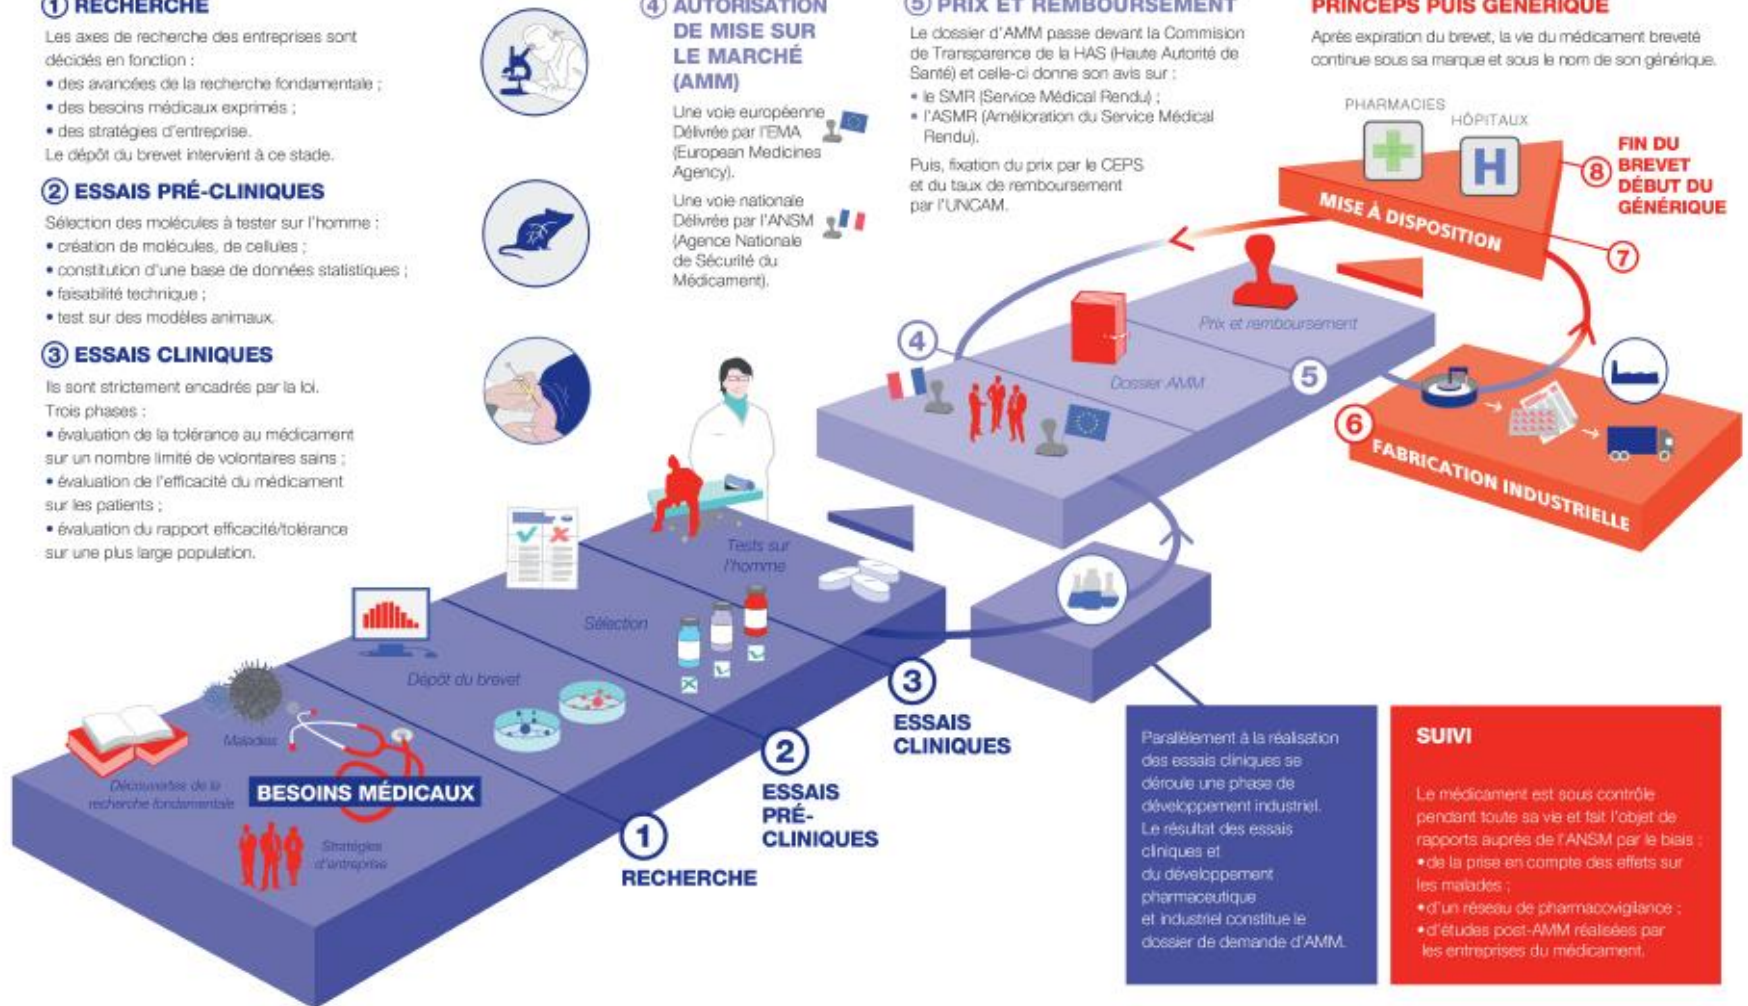 1 RECHERCHE
Les axes de recherche des entreprises sont
décidés en fonction :
• des avancées de la recherche fondamentale ;
• des besoins médicaux exprimés ;
• des stratégies d'entreprise.
Le dépôt du brevet intervient à ce stade.
2 ESSAIS PRÉ-CLINIQUES
Sélection des molécules à tester sur l'homme :
• création de molécules, de cellules ;
• constitution d'une base de données statistiques ;
• faisabilité technique ;
• test sur des modèles animaux.
3 ESSAIS CLINIQUES
Ils sont strictement encadrés par la loi.
Trois phases :
• évaluation de la tolérance au médicament
sur un nombre limité de volontaires sains ;
• évaluation de l'efficacité du médicament
sur les patients ;
• évaluation du rapport efficacité/tolérance
sur une plus large population.
4 AUTORISATION
DE MISE SUR
LE MARCHÉ
(AMM)
Une voie européenne
Délivrée par l'EMA
(European Medicines
Agency).
Une voie nationale
Délivrée par l'ANSM
(Agence Nationale
de Sécurité du
Médicament).
5 PRIX ET REMBOURSEMENT
Le dossier d'AMM passe devant la Commision
de Transparence de la HAS (Haute Autorité de
Santé) et celle-ci donne son avis sur :
• le SMR (Service Médical Rendu) ;
• l'ASMR (Amélioration du Service Médical
Rendu).
Puis, fixation du prix par le CEPS
et du taux de remboursement
par l'UNCAM.
PRINCEPS PUIS GÉNÉRIQUE
Après expiration du brevet, la vie du médicament breveté
continue sous sa marque et sous le nom de son générique.
PHARMACIES
HÔPITAUX
H
8
FIN DU
BREVET
DÉBUT DU
GÉNÉRIQUE
MISE À DISPOSITION
7
Prix et remboursement
4
Dossier AMM
5
6
FABRICATION INDUSTRIELLE
Tests sur
l'homme
Sélection
Dépôt du brevet
Maladies
Découvertes de la
recherche fondamentale
BESOINS MÉDICAUX
Stratégies
d'entreprise
3
ESSAIS
CLINIQUES
2
ESSAIS
PRÉ-
CLINIQUES
1
RECHERCHE
Parallèlement à la réalisation
des essais cliniques se
déroule une phase de
développement industriel.
Le résultat des essais
cliniques et
du développement
pharmaceutique
et industriel constitue le
dossier de demande d'AMM.
SUIVI
Le médicament est sous contrôle
pendant toute sa vie et fait l'objet de
rapports auprès de l'ANSM par le biais :
• de la prise en compte des effets sur
les malades ;
• d'un réseau de pharmacovigilance ;
• d'études post-AMM réalisées par
les entreprises du médicament.